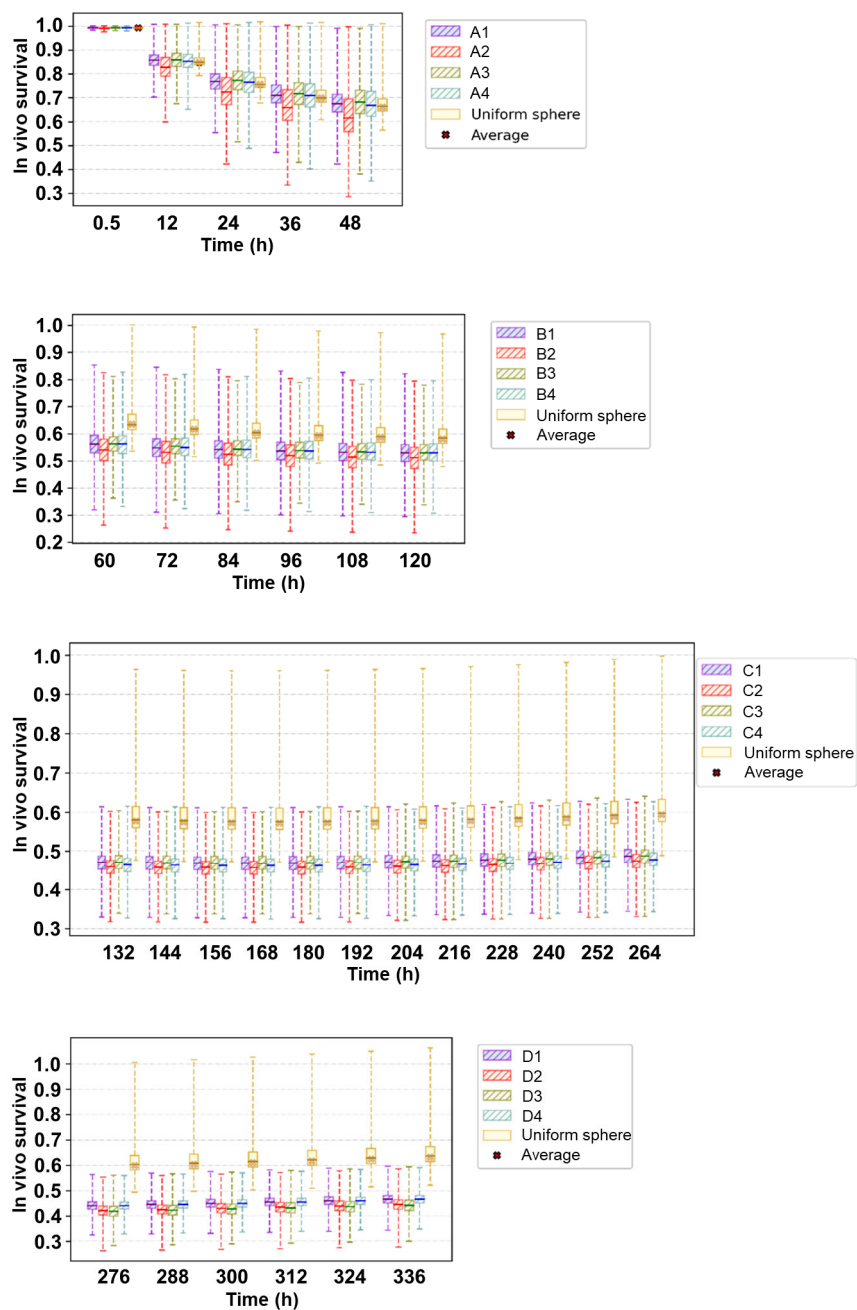 In vivo survival
1.0
0.9
0.8
0.7
0.6
0.5
0.4
0.3
0.5 12 24 36 48
Time (h)
A1
A2
A3
A4
Uniform sphere
Average
In vivo survival
1.0
0.9
0.8
0.7
0.6
0.5
0.4
0.3
0.2
60 72 84 96 108 120
Time (h)
B1
B2
B3
B4
Uniform sphere
Average
In vivo survival
1.0
0.9
0.8
0.7
0.6
0.5
0.4
0.3
132 144 156 168 180 192 204 216 228 240 252 264
Time (h)
C1
C2
C3
C4
Uniform sphere
Average
In vivo survival
1.0
0.9
0.8
0.7
0.6
0.5
0.4
0.3
276 288 300 312 324 336
Time (h)
D1
D2
D3
D4
Uniform sphere
Average